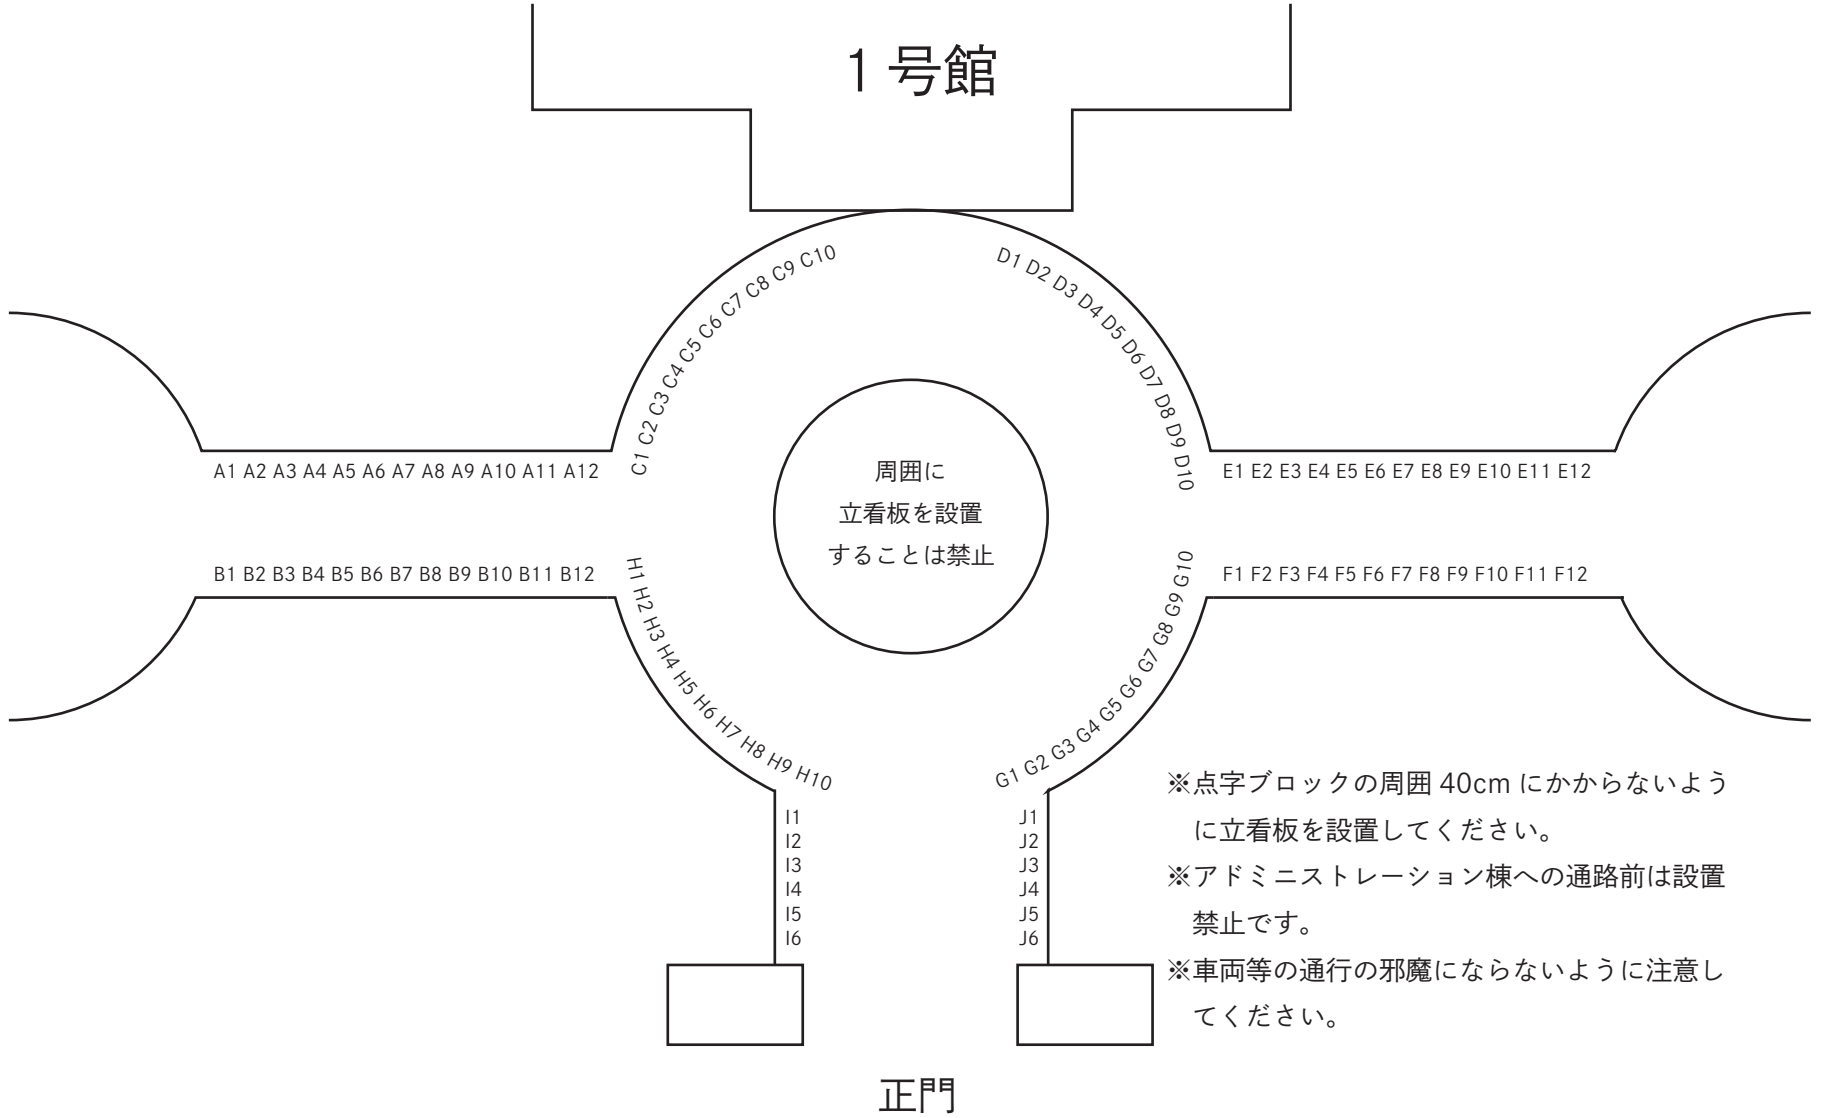 1号館
C1 C2 C3 C4 C5 C6 C7 C8 C9 C10
D1 D2 D3 D4 D5 D6 D7 D8 D9 D10
A1 A2 A3 A4 A5 A6 A7 A8 A9 A10 A11 A12
周囲に
立看板を設置
することは禁止
E1 E2 E3 E4 E5 E6 E7 E8 E9 E10 E11 E12
B1 B2 B3 B4 B5 B6 B7 B8 B9 B10 B11 B12
H1 H2 H3 H4 H5 H6 H7 H8 H9 H10
G1 G2 G3 G4 G5 G6 G7 G8 G9 G10
F1 F2 F3 F4 F5 F6 F7 F8 F9 F10 F11 F12
I1
I2
I3
I4
I5
I6
J1
J2
J3
J4
J5
J6
※点字ブロックの周囲 40cm にかからないよう
に立看板を設置してください。
※アドミニストレーション棟への通路前は設置
禁止です。
※車両等の通行の邪魔にならないように注意し
てください。
正門